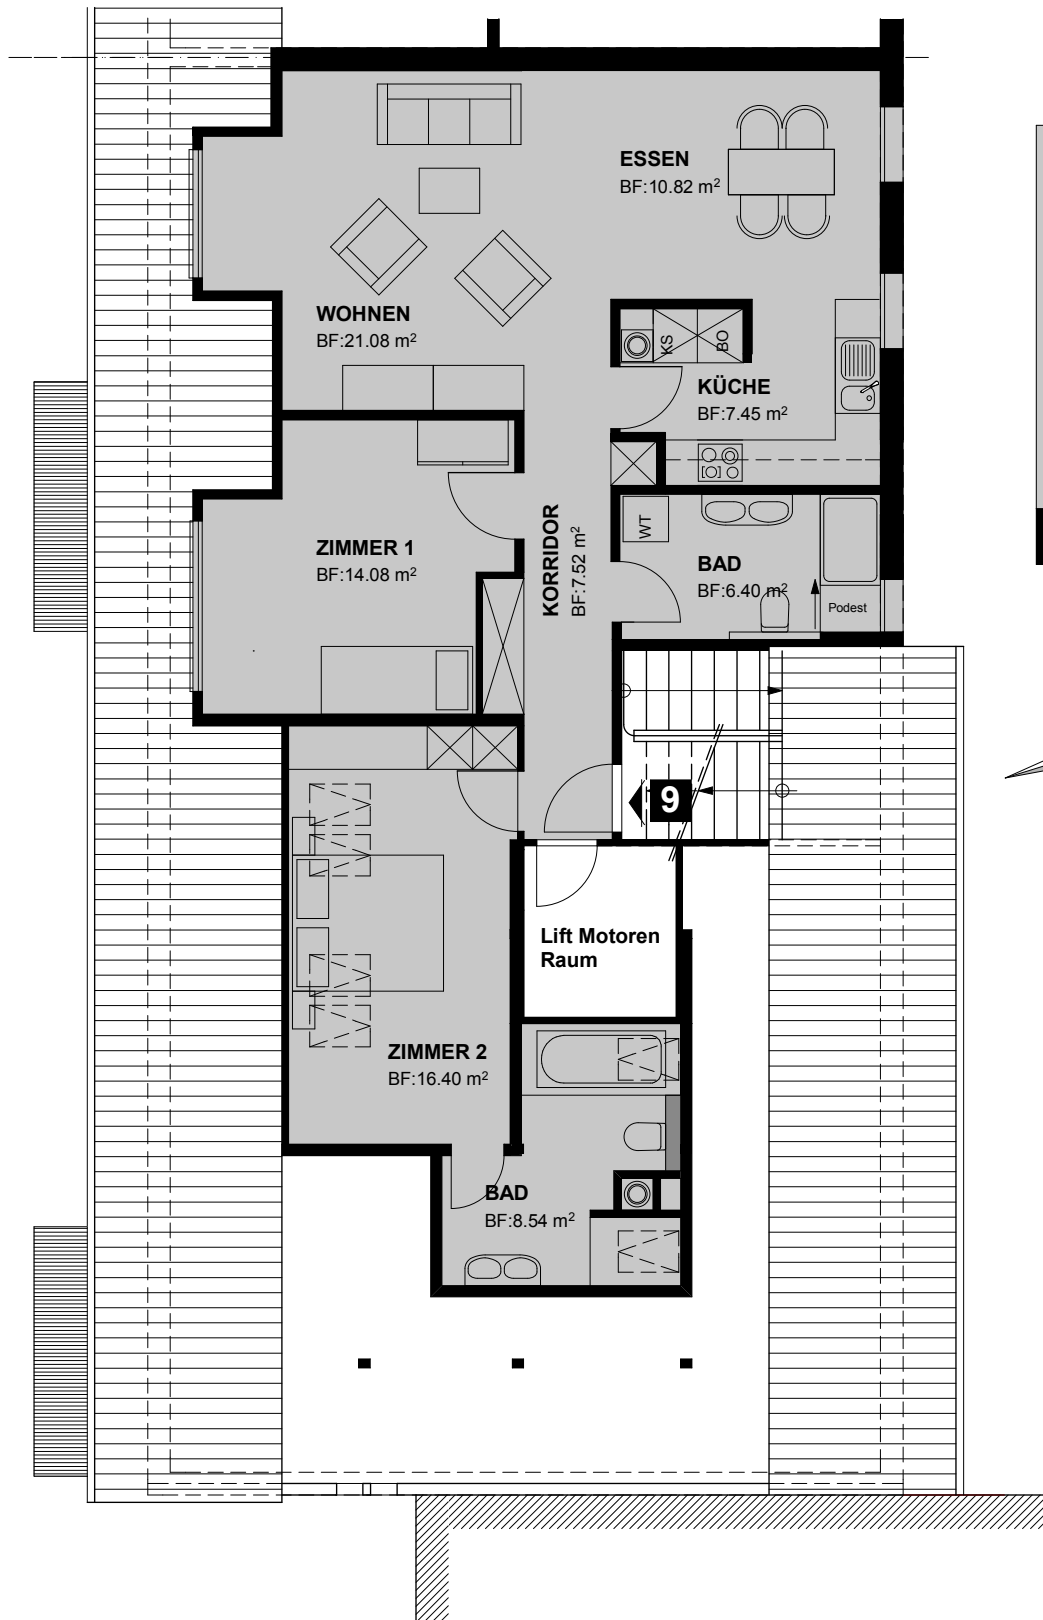 ESSEN
BF:10.82 m²
WOHNEN
BF:21.08 m²
KS
BO
KÜCHE
BF:7.45 m²
ZIMMER 1
BF:14.08 m²
KORRIDOR
BF:7.52 m²
WT
BAD
BF:6.40 m²
Podest
9
Lift Motoren
Raum
ZIMMER 2
BF:16.40 m²
BAD
BF:8.54 m²